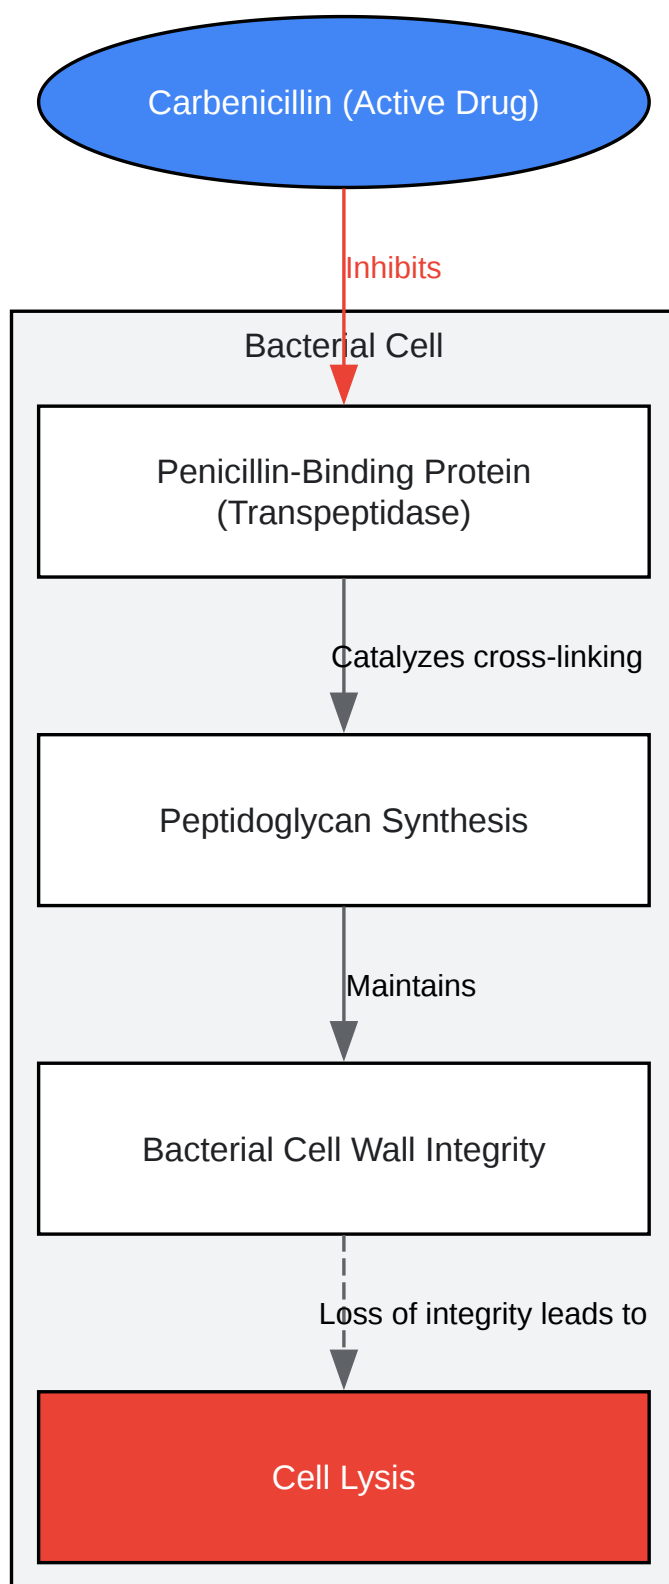 Carbenicillin (Active Drug)
Inhibits
Bacterial Cell
Penicillin-Binding Protein
(Transpeptidase)
Catalyzes cross-linking
Peptidoglycan Synthesis
Maintains
Bacterial Cell Wall Integrity
Loss of integrity leads to
Cell Lysis